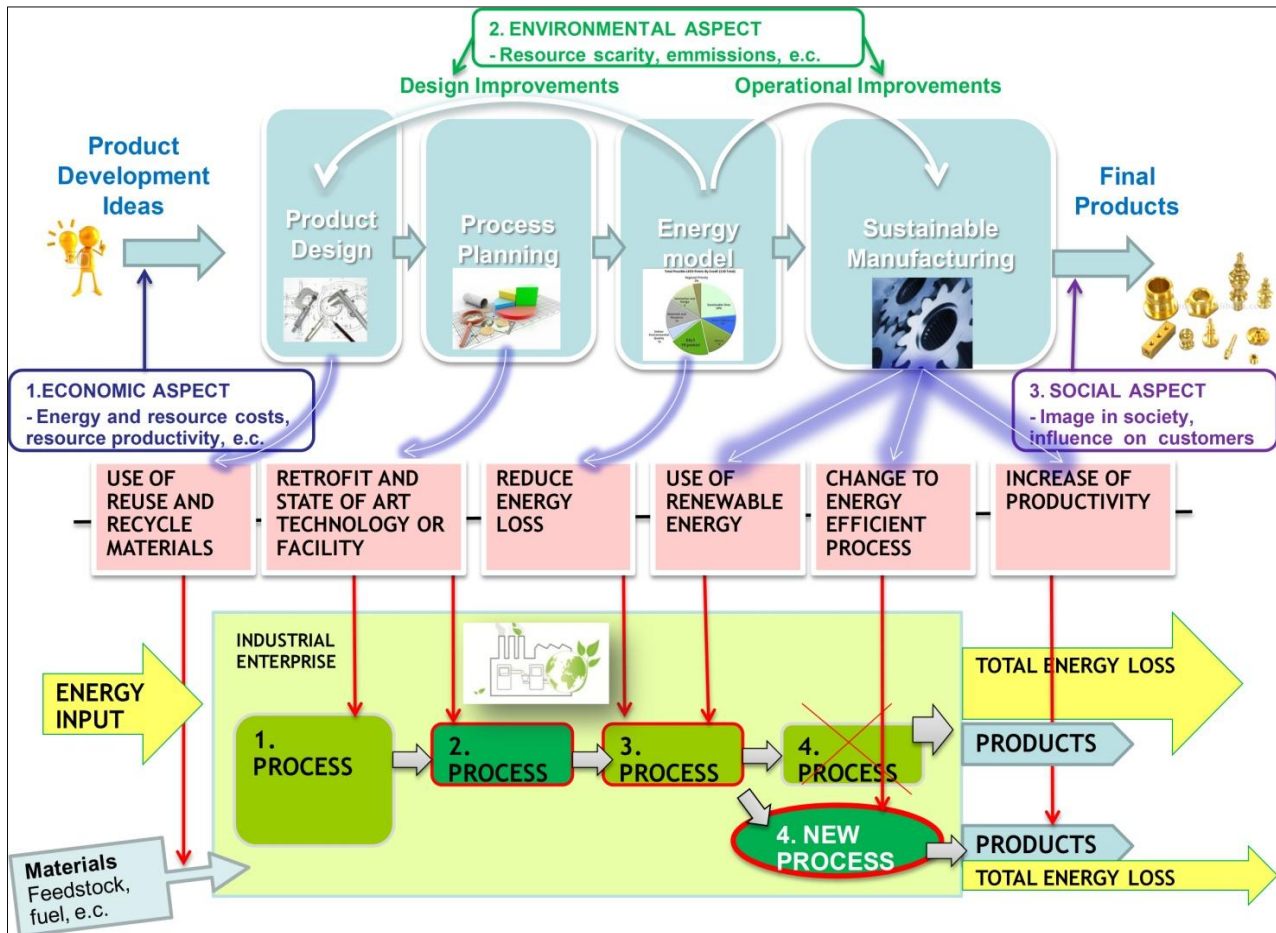 2. ENVIRONMENTAL ASPECT
- Resource scarity, emmissions, e.c.
Design Improvements
Operational Improvements
Product
Development
Ideas
Product
Design
Process
Planning
Energy
model
Sustainable
Manufacturing
Final
Products
1.ECONOMIC ASPECT
- Energy and resource costs,
resource productivity, e.c.
3. SOCIAL ASPECT
- Image in society,
influence on customers
USE OF
REUSE AND
RECYCLE
MATERIALS
RETROFIT AND
STATE OF ART
TECHNOLOGY OR
FACILITY
REDUCE
ENERGY
LOSS
USE OF
RENEWABLE
ENERGY
CHANGE TO
ENERGY
EFFICIENT
PROCESS
INCREASE OF
PRODUCTIVITY
INDUSTRIAL
ENTERPRISE
ENERGY
INPUT
1.
PROCESS
2.
PROCESS
3.
PROCESS
4.
PROCESS
4. NEW
PROCESS
TOTAL ENERGY LOSS
PRODUCTS
PRODUCTS
TOTAL ENERGY LOSS
Materials
Feedstock,
fuel, e.c.